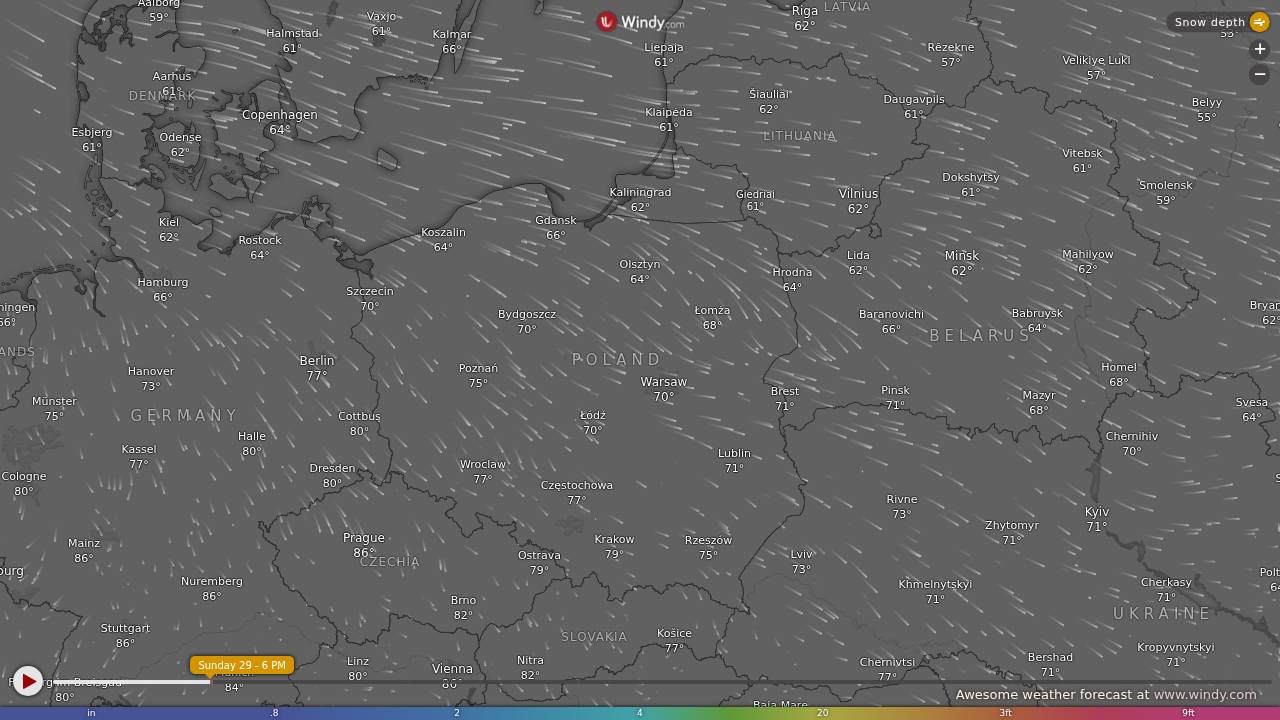 Aalborg
59°
Vaxjo
61°
Halmstad
61°
Kalmar
66°
Windy.com
Riga
62°
LATVIA
Snow depth
Liepaja
61°
Rēzekne
57°
Velikiye Luki
57°
+
−
Aarhus
61°
DENMARK
Šiauliai
62°
Daugavpils
61°
Belyy
55°
Copenhagen
64°
Klaipėda
61°
LITHUANIA
Esbjerg
61°
Odense
62°
Vitebsk
61°
Dokshytsy
61°
Smolensk
59°
Kaliningrad
62°
Giedriai
61°
Vilnius
62°
Kiel
62°
Rostock
64°
Koszalin
64°
Gdansk
66°
Lida
62°
Minsk
62°
Mahilyow
62°
Olsztyn
64°
Hrodna
64°
Hamburg
66°
Szczecin
70°
Bydgoszcz
70°
Łomża
68°
Baranovichi
66°
Babruysk
64°
BELARUS
POLAND
Berlin
77°
Hanover
73°
Poznań
75°
Warsaw
70°
Homel
68°
Brest
71°
Pinsk
71°
Mazyr
68°
Münster
75°
GERMANY
Cottbus
80°
Łódź
70°
Svesa
64°
Halle
80°
Kassel
77°
Chernihiv
70°
Lublin
71°
Dresden
80°
Wroclaw
77°
Cologne
80°
Częstochowa
77°
Rivne
73°
Kyiv
71°
Zhytomyr
71°
Mainz
86°
Prague
86°
CZECHIA
Krakow
79°
Rzeszów
75°
Ostrava
79°
Lviv
73°
Nuremberg
86°
Khmelnytskyi
71°
Cherkasy
71°
Brno
82°
UKRAINE
Stuttgart
86°
SLOVAKIA
Košice
77°
Kropyvnytskyi
71°
Sunday 29 - 6 PM
Linz
80°
Vienna
86°
Nitra
82°
Chernivtsi
77°
Bershad
71°
80°
84°
Awesome weather forecast at www.windy.com
Baia Mare
in .8 2 4 20 3ft 9ft